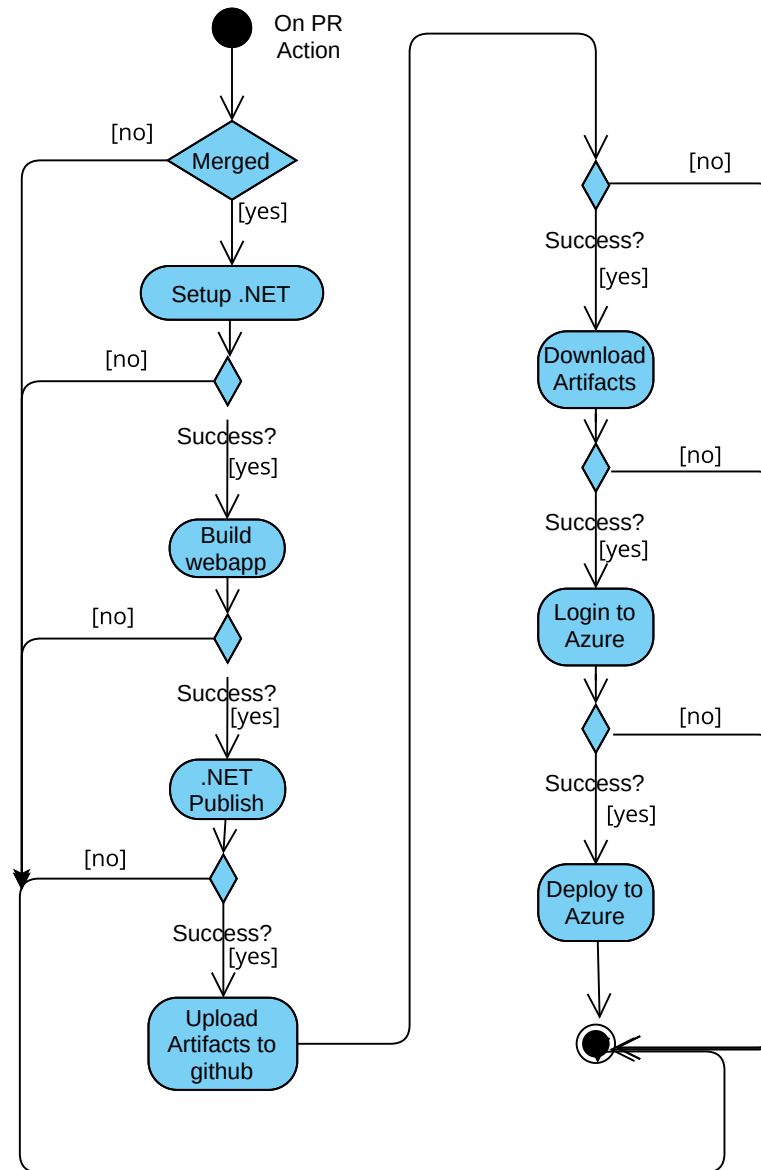 On PR
Action
[no]
Merged
[yes]
Setup .NET
[no]
Success?
[yes]
Build
webapp
[no]
Success?
[yes]
.NET
Publish
[no]
Success?
[yes]
Upload
Artifacts to
github
[no]
Success?
[yes]
Download
Artifacts
[no]
Success?
[yes]
Login to
Azure
[no]
Success?
[yes]
Deploy to
Azure